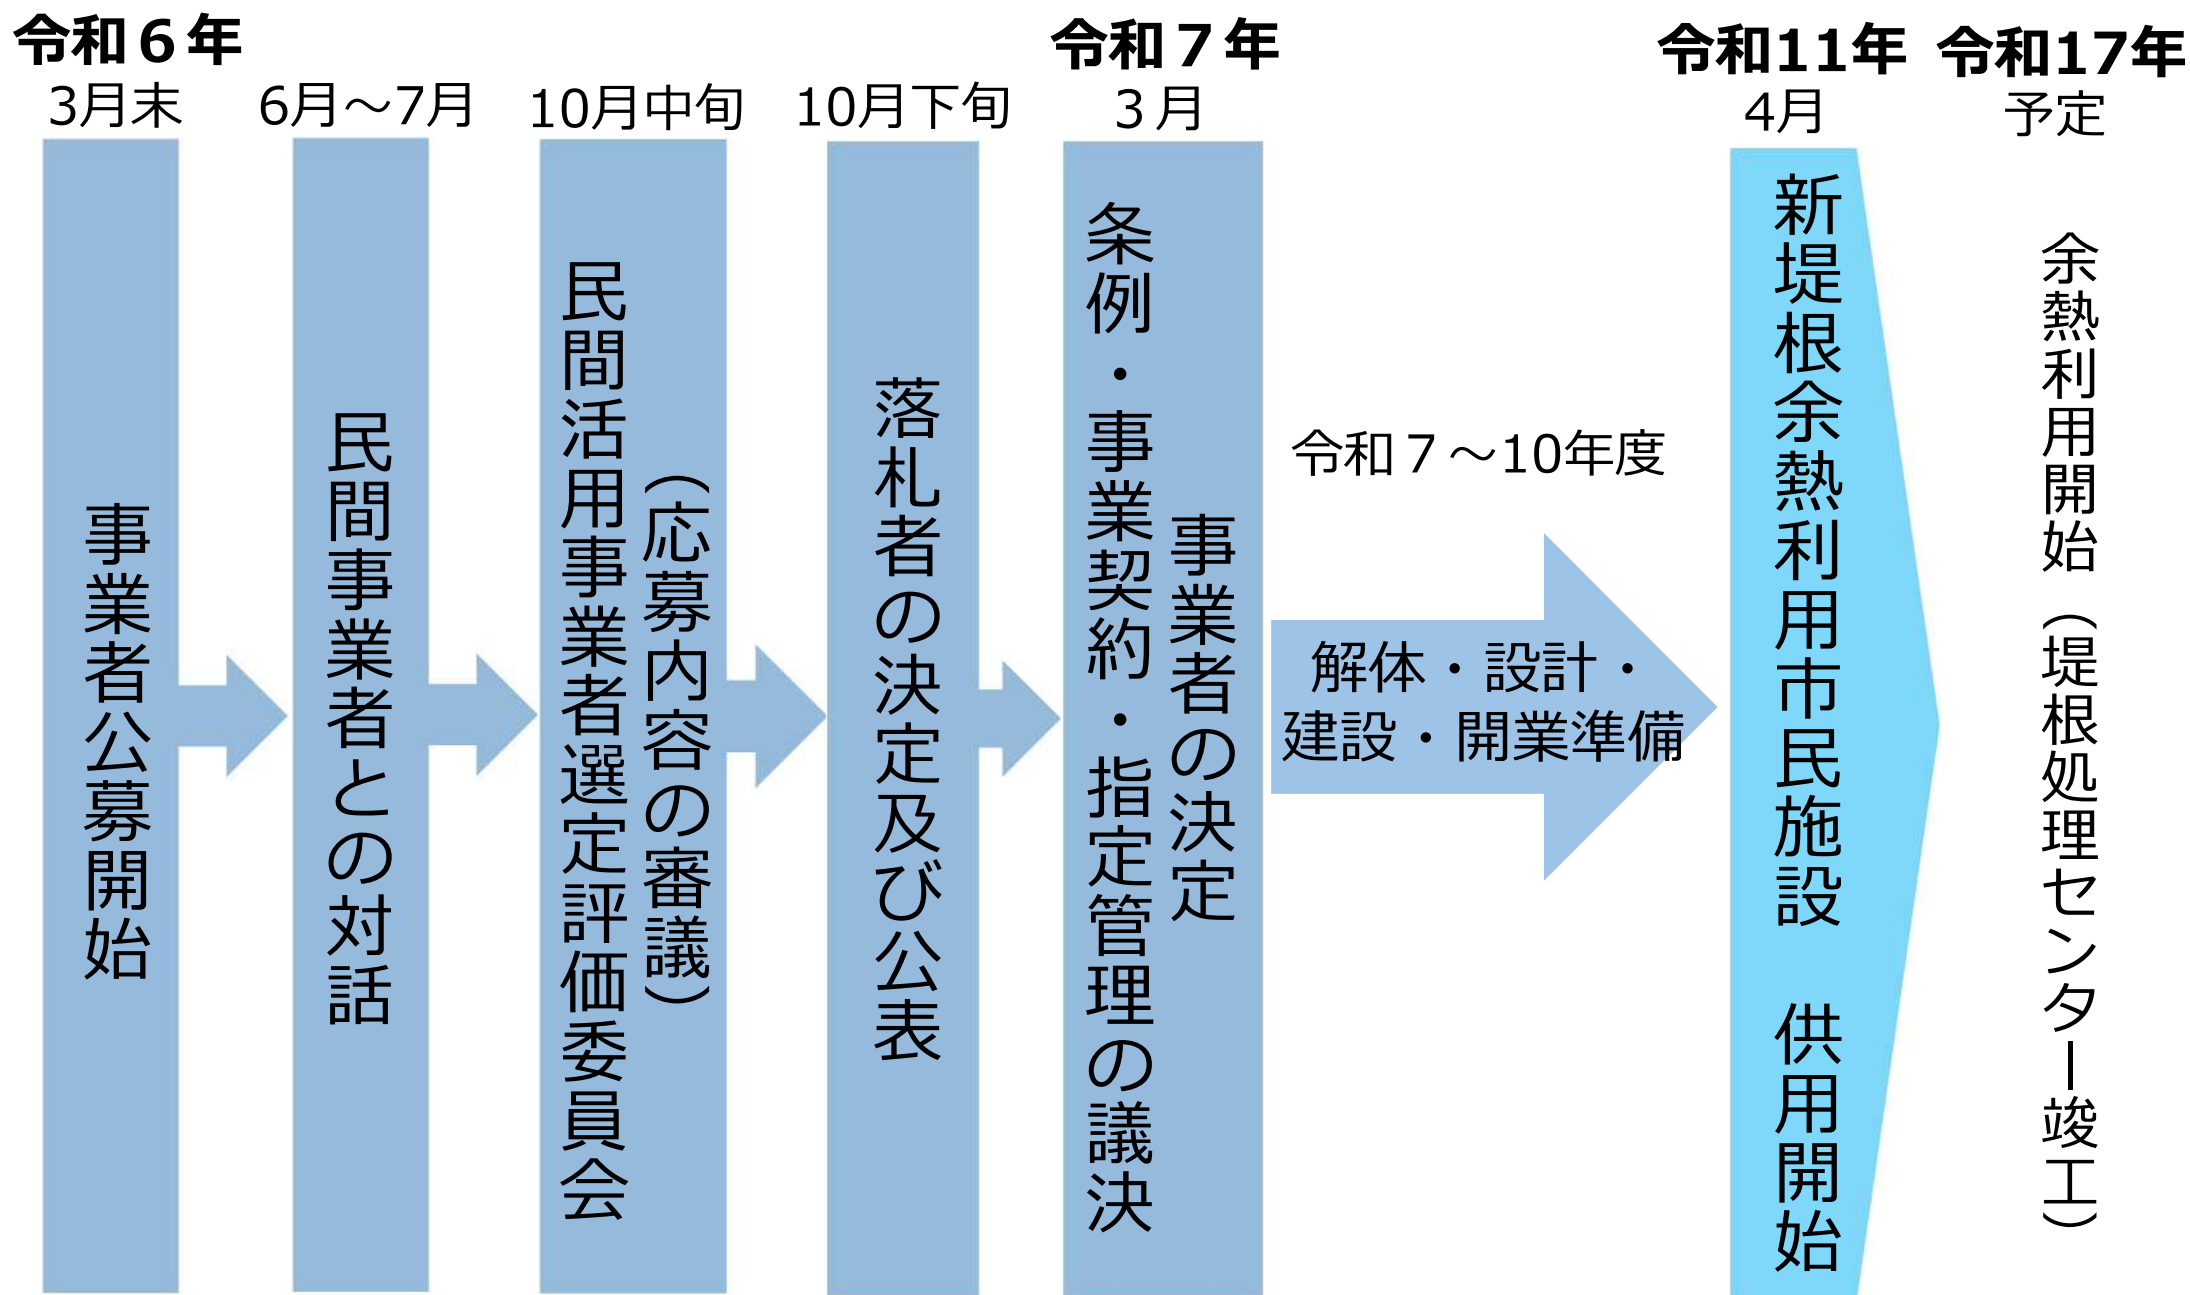 令和６年
3月末
事業者公募開始
6月～7月
民間事業者との対話
10月中旬
民間活用事業者選定評価委員会
（応募内容の審議）
10月下旬
落札者の決定及び公表
令和７年
３月
条例・事業契約・指定管理の議決
事業者の決定
令和７～10年度
解体・設計・
建設・開業準備
令和11年
4月
新堤根余熱利用市民施設　供用開始
令和17年
予定
余熱利用開始（堤根処理センター竣工）